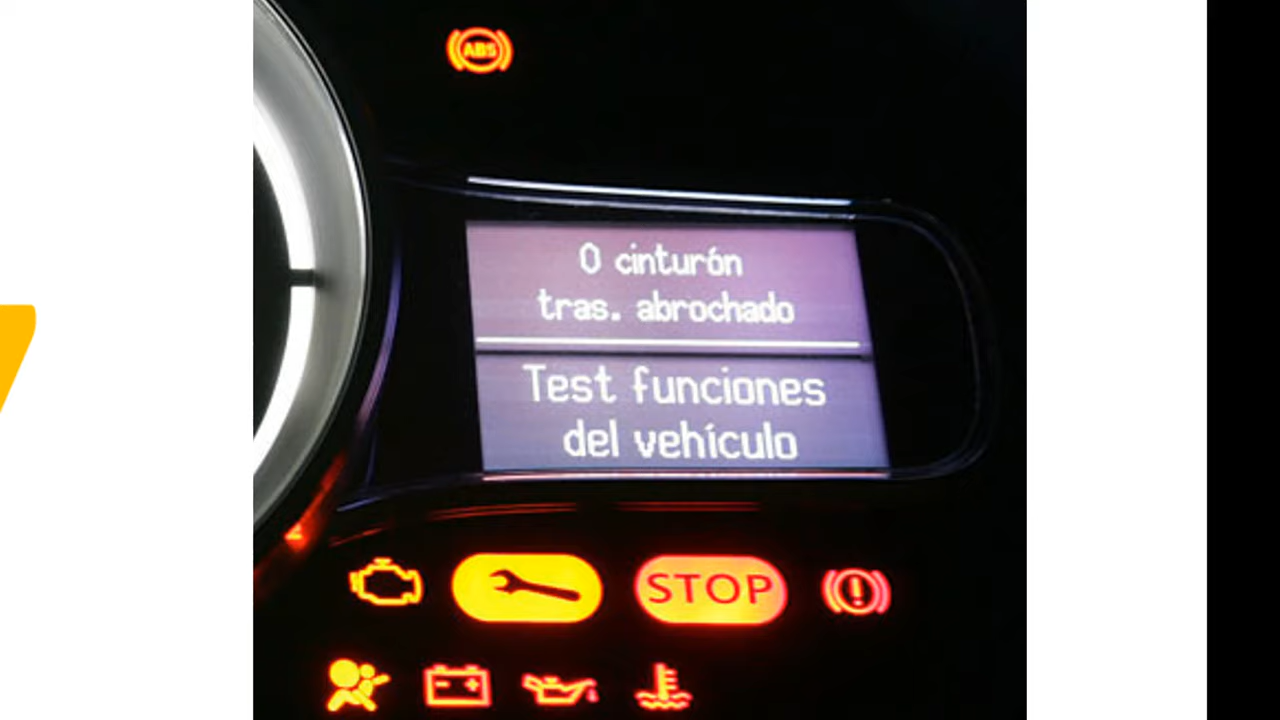 ABS
0 cinturón
tras. abrochado
Test funciones
del vehículo
STOP